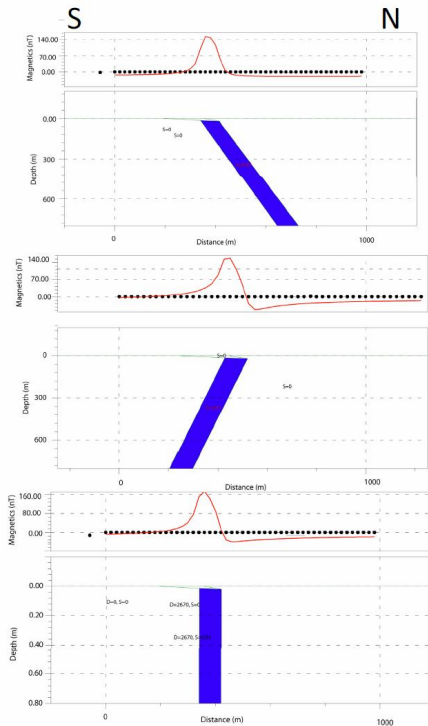 S N
Magnetics (nT)
140.00
70.00
0.00
0.00
S=0
S=0
300
600
Depth (m)
0 Distance (m) 1000
Magnetics (nT)
140.00
70.00
0.00
0
S=0
S=0
300
600
Depth (m)
0 Distance (m) 1000
Magnetics (nT)
160.00
80.00
0.00
0.00
D=0, S=0 D=2670, S=0
0.20
D=2670, S=
0.40
0.60
0.80
Depth (m)
0 Distance (m) 1000